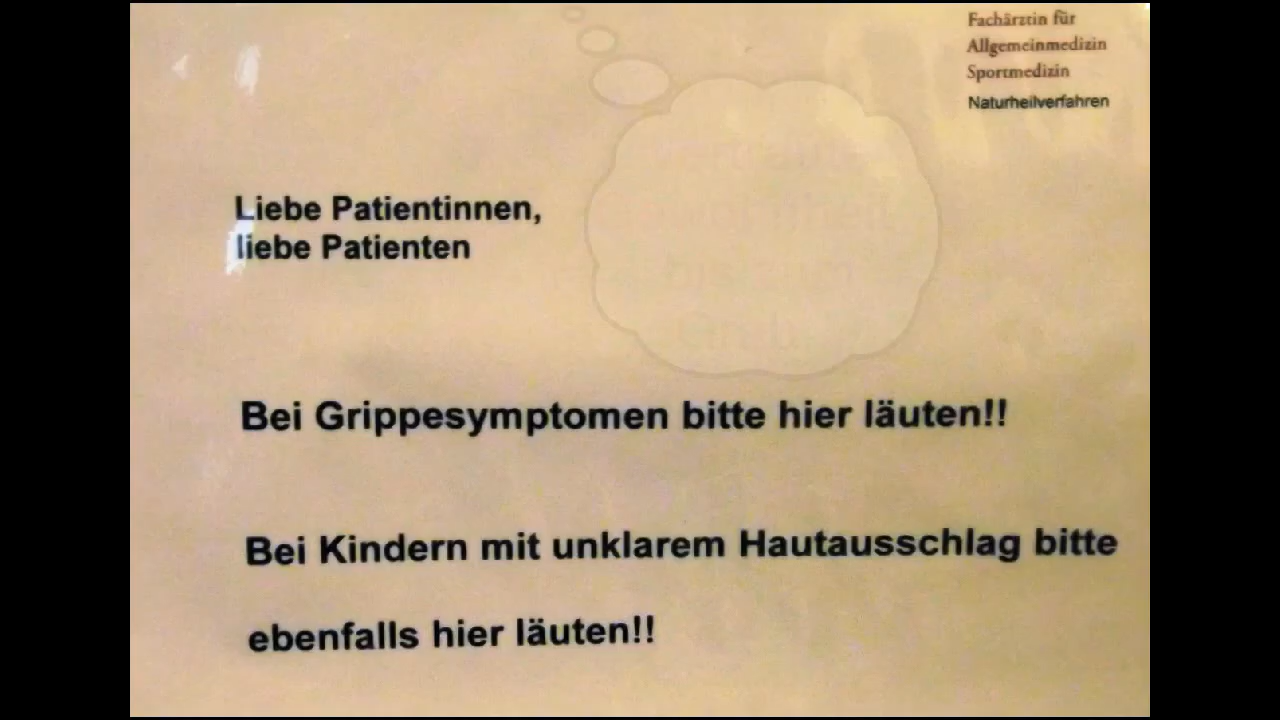 Fachärztin für
Allgemeinmedizin
Sportmedizin
Naturheilverfahren
Liebe Patientinnen,
liebe Patienten
Bei Grippesymptomen bitte hier läuten!!
Bei Kindern mit unklarem Hautausschlag bitte
ebenfalls hier läuten!!